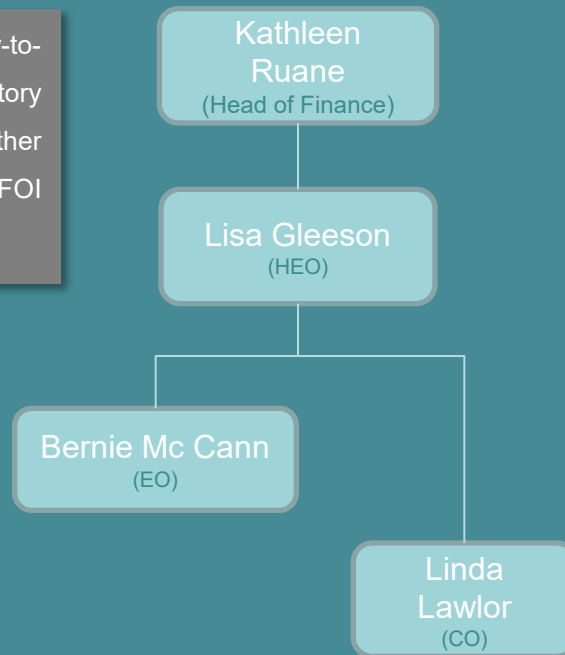 -to-
tory
ther
FOI
Kathleen
Ruane
(Head of Finance)
Lisa Gleeson
(HEO)
Bernie Mc Cann
(EO)
Linda
Lawlor
(CO)